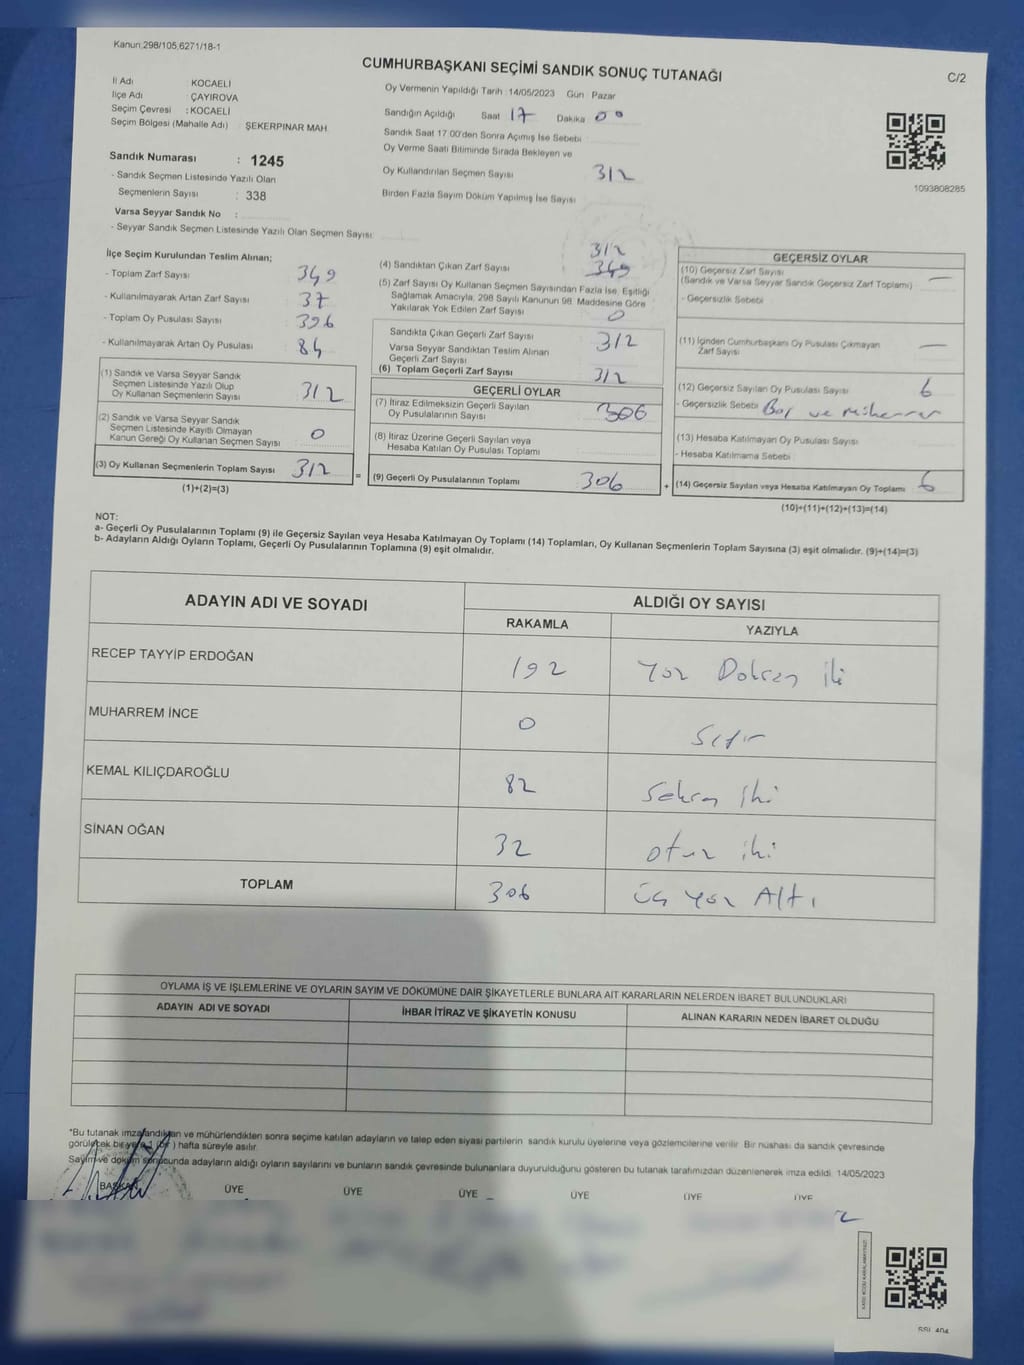 Kanun,298/105,6271/18-1
CUMHURBAŞKANI SEÇİMİ SANDIK SONUÇ TUTANAĞI
C/2
İl Adı : KOCAELİ
İlçe Adı : ÇAYIROVA
Seçim Çevresi : KOCAELİ
Seçim Bölgesi (Mahalle Adı) : ŞEKERPINAR MAH.
Sandık Numarası : 1245
- Sandık Seçmen Listesinde Yazılı Olan
Seçmenlerin Sayısı : 338
Varsa Seyyar Sandık No :
- Seyyar Sandık Seçmen Listesinde Yazılı Olan Seçmen Sayısı:
Oy Vermenin Yapıldığı Tarih : 14/05/2023 Gün : Pazar
Sandığın Açıldığı Saat 17 Dakika 00
Sandık Saat 17.00'den Sonra Açılmış İse Sebebi :
Oy Verme Saati Bitiminde Sırada Bekleyen ve
Oy Kullandırılan Seçmen Sayısı 312
Birden Fazla Sayım Döküm Yapılmış İse Sayısı
1093808285
İlçe Seçim Kurulundan Teslim Alınan;
- Toplam Zarf Sayısı : 349
- Kullanılmayarak Artan Zarf Sayısı : 37
- Toplam Oy Pusulası Sayısı : 396
- Kullanılmayarak Artan Oy Pusulası : 84
(1) Sandık ve Varsa Seyyar Sandık
Seçmen Listesinde Yazılı Olup
Oy Kullanan Seçmenlerin Sayısı 312
(2) Sandık ve Varsa Seyyar Sandık
Seçmen Listesinde Kayıtlı Olmayan
Kanun Gereği Oy Kullanan Seçmen Sayısı 0
(3) Oy Kullanan Seçmenlerin Toplam Sayısı 312 =
(1)+(2)=(3)
312
(4) Sandıktan Çıkan Zarf Sayısı 349
(5) Zarf Sayısı Oy Kullanan Seçmen Sayısından Fazla İse, Eşitliği
Sağlamak Amacıyla, 298 Sayılı Kanunun 98. Maddesine Göre
Yakılarak Yok Edilen Zarf Sayısı 0
Sandıkta Çıkan Geçerli Zarf Sayısı 312
Varsa Seyyar Sandıktan Teslim Alınan
Geçerli Zarf Sayısı
(6) Toplam Geçerli Zarf Sayısı 312
GEÇERLİ OYLAR
(7) İtiraz Edilmeksizin Geçerli Sayılan
Oy Pusulalarının Sayısı 306
(8) İtiraz Üzerine Geçerli Sayılan veya
Hesaba Katılan Oy Pusulası Toplamı
(9) Geçerli Oy Pusulalarının Toplamı 306 +
GEÇERSİZ OYLAR
(10) Geçersiz Zarf Sayısı
(Sandık ve Varsa Seyyar Sandık Geçersiz Zarf Toplamı) —
- Geçersizlik Sebebi
(11) İçinden Cumhurbaşkanı Oy Pusulası Çıkmayan
Zarf Sayısı —
(12) Geçersiz Sayılan Oy Pusulası Sayısı 6
- Geçersizlik Sebebi Boş ve Mühersiz
(13) Hesaba Katılmayan Oy Pusulası Sayısı
- Hesaba Katılmama Sebebi
(14) Geçersiz Sayılan veya Hesaba Katılmayan Oy Toplamı 6
(10)+(11)+(12)+(13)=(14)
NOT:
a- Geçerli Oy Pusulalarının Toplamı (9) ile Geçersiz Sayılan veya Hesaba Katılmayan Oy Toplamı (14) Toplamları, Oy Kullanan Seçmenlerin Toplam Sayısına (3) eşit olmalıdır. (9)+(14)=(3)
b- Adayların Aldığı Oyların Toplamı, Geçerli Oy Pusulalarının Toplamına (9) eşit olmalıdır.
ADAYIN ADI VE SOYADI
ALDIĞI OY SAYISI
RAKAMLA
YAZIYLA
RECEP TAYYİP ERDOĞAN 192 Yüz Doksan iki
MUHARREM İNCE 0 Sıfır
KEMAL KILIÇDAROĞLU 82 Seksen iki
SİNAN OĞAN 32 otuz iki
TOPLAM 306 üç yüz Altı
OYLAMA İŞ VE İŞLEMLERİNE VE OYLARIN SAYIM VE DÖKÜMÜNE DAİR ŞİKAYETLERLE BUNLARA AİT KARARLARIN NELERDEN İBARET BULUNDUKLARI
ADAYIN ADI VE SOYADI
İHBAR İTİRAZ VE ŞİKAYETİN KONUSU
ALINAN KARARIN NEDEN İBARET OLDUĞU
*Bu tutanak imzalandıktan ve mühürlendikten sonra seçime katılan adayların ve talep eden siyasi partilerin sandık kurulu üyelerine veya gözlemcilerine verilir. Bir nüshası da sandık çevresinde
görülecek bir yere 1 (bir) hafta süreyle asılır.
Sayım ve döküm sonucunda adayların aldığı oyların sayılarını ve bunların sandık çevresinde bulunanlara duyurulduğunu gösteren bu tutanak tarafımızdan düzenlenerek imza edildi. 14/05/2023
BAŞKAN ÜYE ÜYE ÜYE ÜYE ÜYE ÜYE